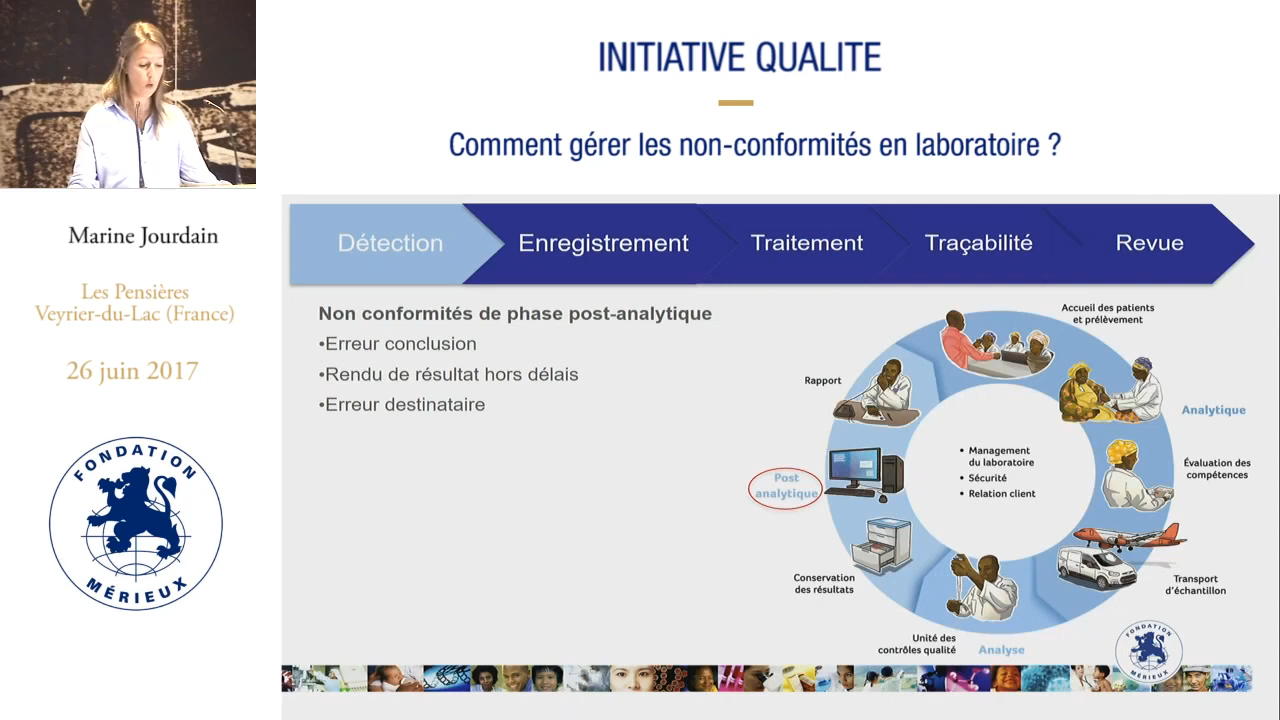 INITIATIVE QUALITE
Comment gérer les non-conformités en laboratoire ?
Marine Jourdain
Les Pensières
Veyrier-du-Lac (France)
26 juin 2017
FONDATION
MÉRIEUX
Détection
Enregistrement
Traitement
Traçabilité
Revue
Non conformités de phase post-analytique
•Erreur conclusion
•Rendu de résultat hors délais
•Erreur destinataire
Accueil des patients
et prélèvement
Rapport
Analytique
• Management
du laboratoire
• Sécurité
• Relation client
Évaluation des
compétences
Post
analytique
Conservation
des résultats
Transport
d'échantillon
Unité des
contrôles qualité
Analyse
FONDATION
MÉRIEUX